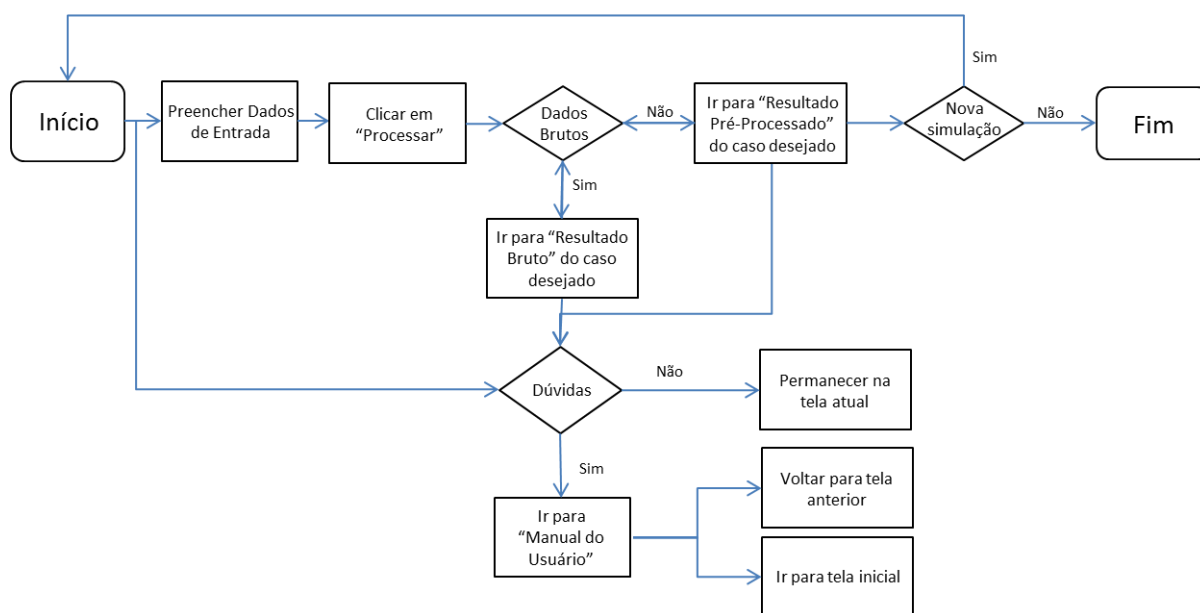 Sim
Início
Preencher Dados
de Entrada
Clicar em
“Processar”
Dados
Brutos
Não
Ir para “Resultado
Pré-Processado”
do caso desejado
Nova
simulação
Não
Fim
Sim
Ir para “Resultado
Bruto” do caso
desejado
Dúvidas
Não
Permanecer na
tela atual
Sim
Ir para
“Manual do
Usuário”
Voltar para tela
anterior
Ir para tela inicial